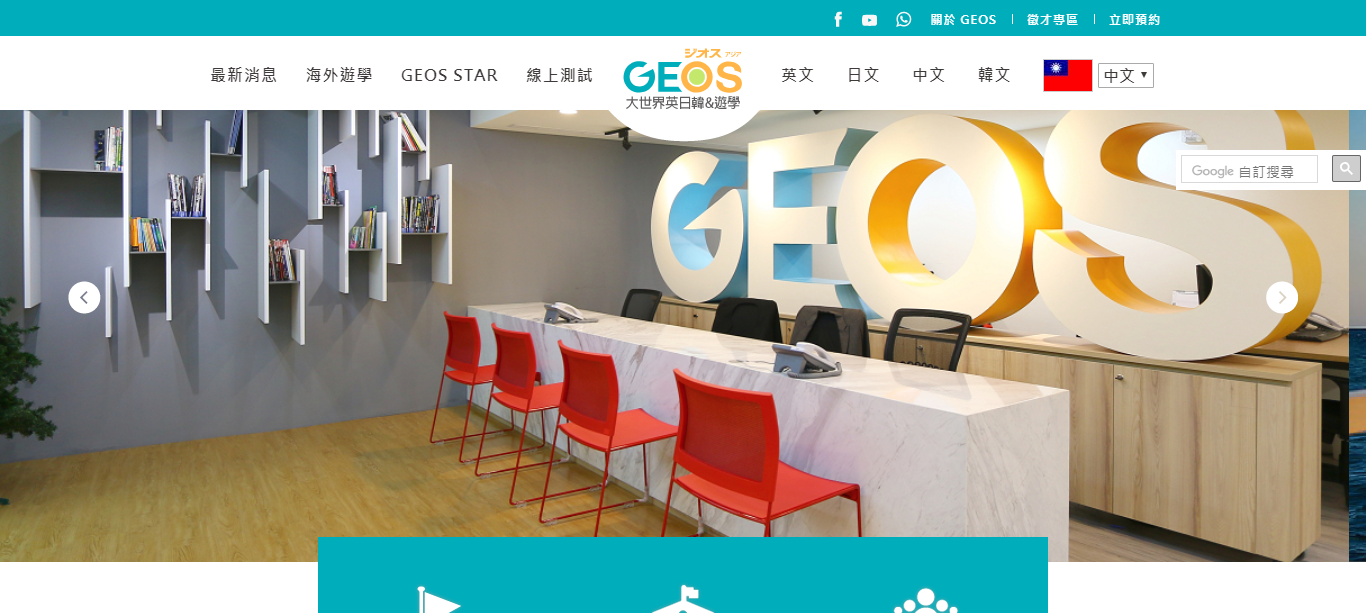 關於 GEOS
徵才專區
立即預約
最新消息
海外遊學
GEOS STAR
線上測試
ジオス アジア
GEOS
大世界英日韓&遊學
英文
日文
中文
韓文
中文
Google 自訂搜尋
GEOS